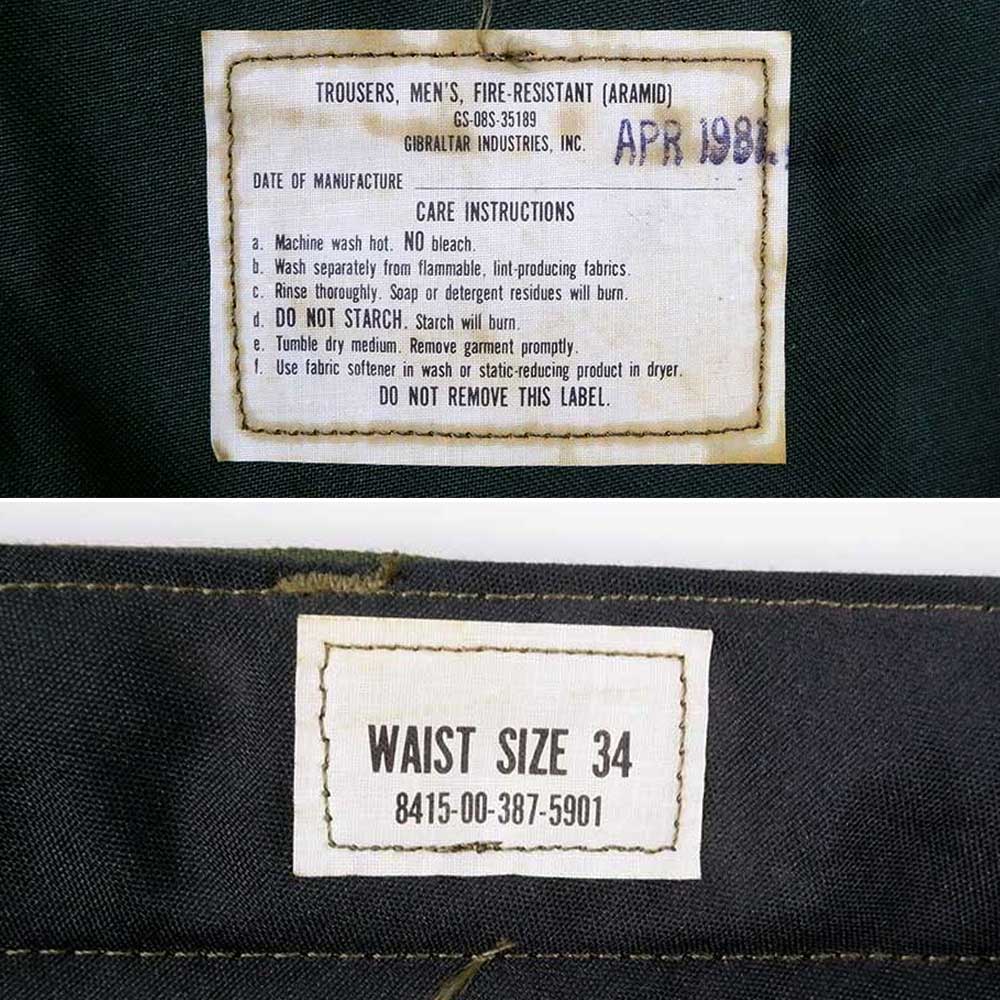 TROUSERS, MEN'S, FIRE-RESISTANT (ARAMID)
GS-08S-35189
GIBRALTAR INDUSTRIES, INC.
APR 1981
DATE OF MANUFACTURE
CARE INSTRUCTIONS
a. Machine wash hot. NO bleach.
b. Wash separately from flammable, lint-producing fabrics.
c. Rinse thoroughly. Soap or detergent residues will burn.
d. DO NOT STARCH. Starch will burn.
e. Tumble dry medium. Remove garment promptly.
f. Use fabric softener in wash or static-reducing product in dryer.
DO NOT REMOVE THIS LABEL.
WAIST SIZE 34
8415-00-387-5901